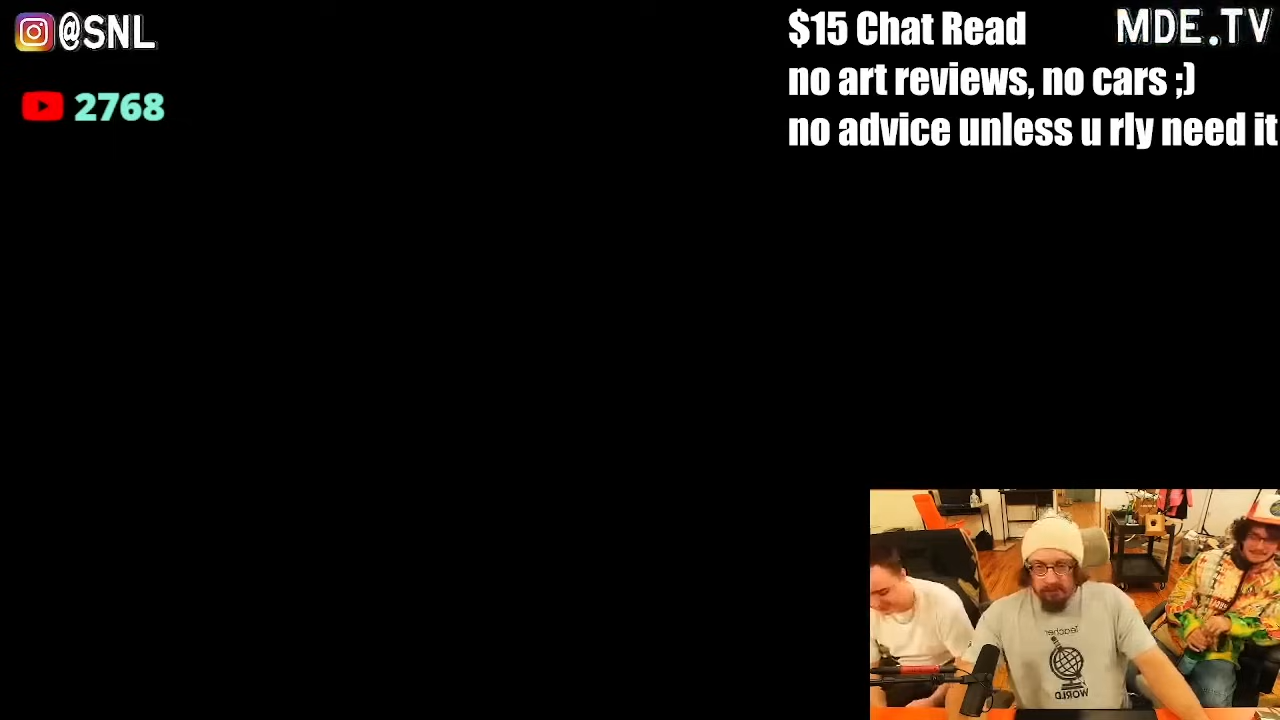 @SNL
2768
$15 Chat Read
MDE.TV
no art reviews, no cars ;)
no advice unless u rly need it
Teacher
WORLD